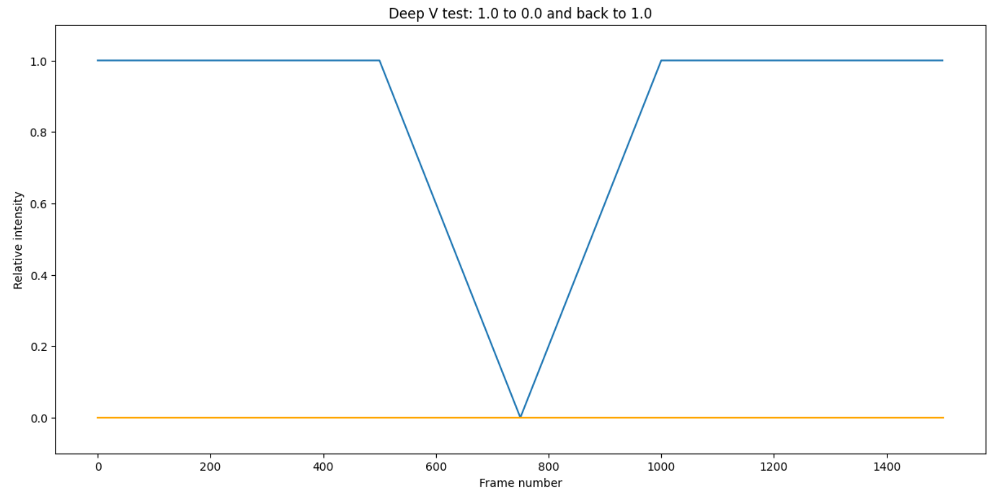 Deep V test: 1.0 to 0.0 and back to 1.0
1.0
0.8
0.6
0.4
0.2
0.0
Relative intensity
0 200 400 600 800 1000 1200 1400
Frame number